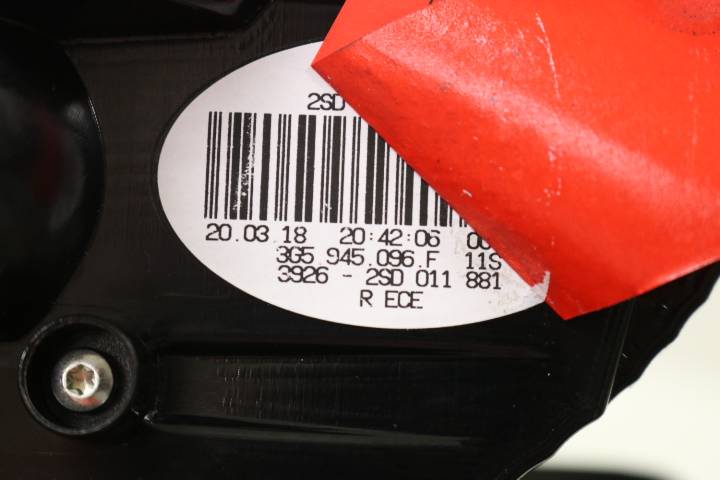 2SD
20.03.18 20:42:06
3G5.945.096.F 11S
3926 - 2SD 011 881
R ECE